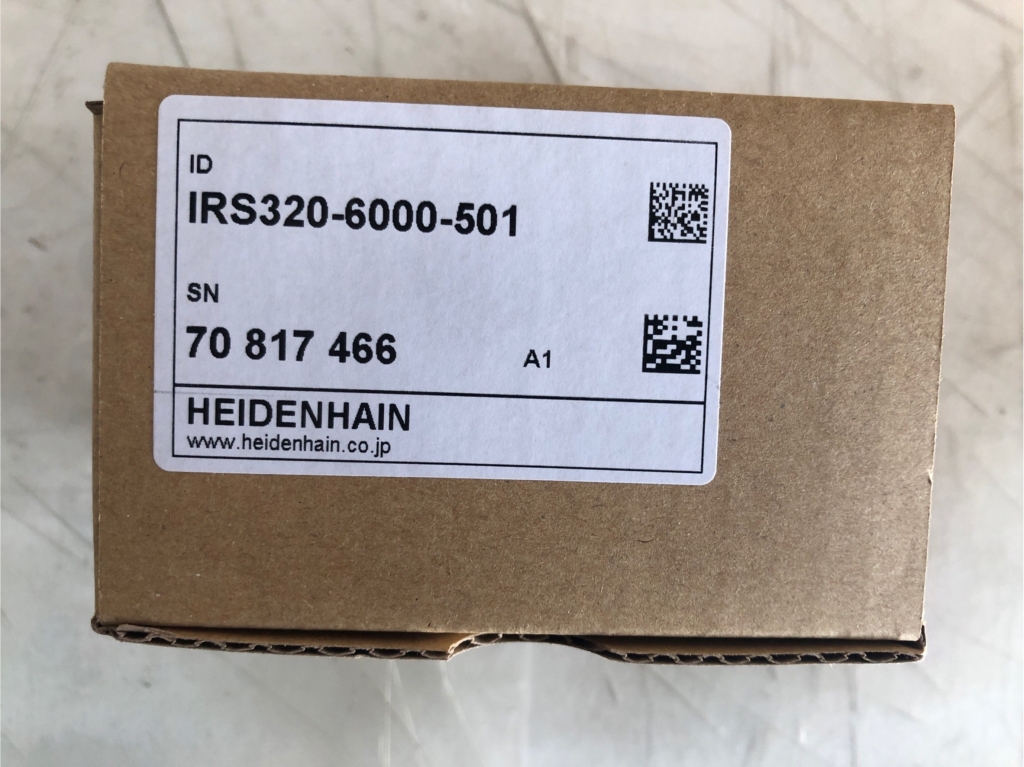 ID
IRS320-6000-501
SN
70 817 466 A1
HEIDENHAIN
www.heidenhain.co.jp